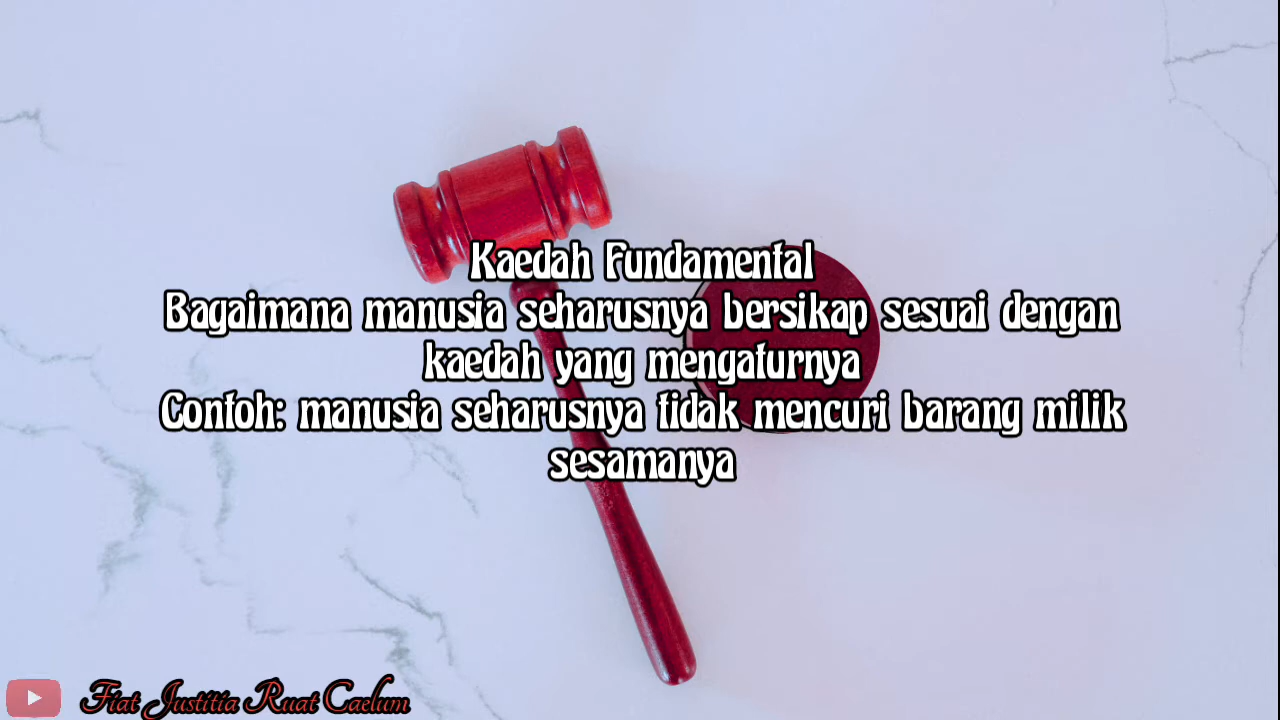 Kaedah Fundamental
Bagaimana manusia seharusnya bersikap sesuai dengan
kaedah yang mengaturnya
Contoh: manusia seharusnya tidak mencuri barang milik
sesamanya
Fiat Justitia Ruat Caelum